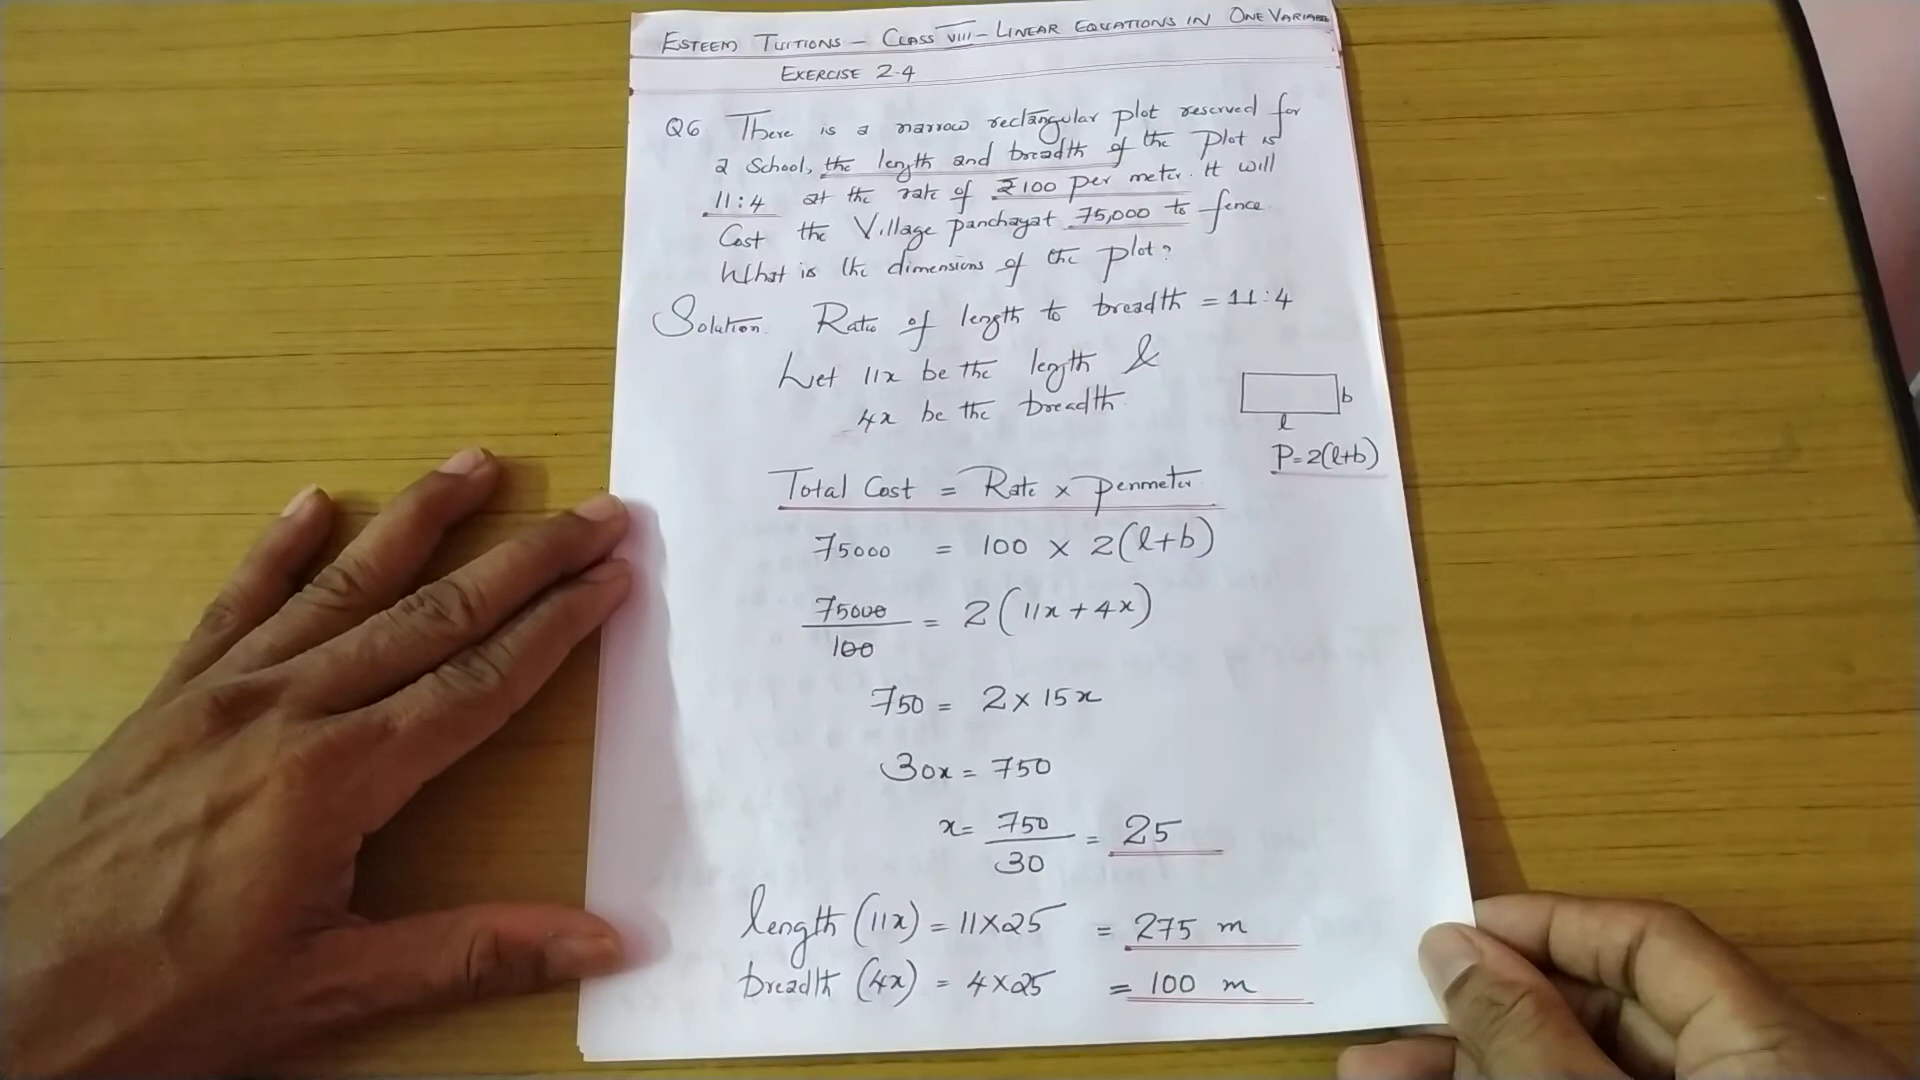 ESTEEM TUITIONS - CLASS VIII - LINEAR EQUATIONS IN ONE VARIABLE
EXERCISE 2.4
Q6. There is a narrow rectangular plot reserved for
a School, the length and breadth of the Plot is
11:4 at the rate of ₹100 per meter. It will
Cost the Village panchayat 75,000 to fence.
What is the dimensions of the plot?
Solution. Ratio of length to breadth = 11:4
Let 11x be the length &
4x be the breadth
b
l
P=2(l+b)
Total Cost = Rate x perimeter
75000 = 100 x 2(l+b)
75000/100 = 2(11x+4x)
750 = 2x15x
30x = 750
x = 750/30 = 25
length (11x) = 11x25 = 275 m
breadth (4x) = 4x25 = 100 m